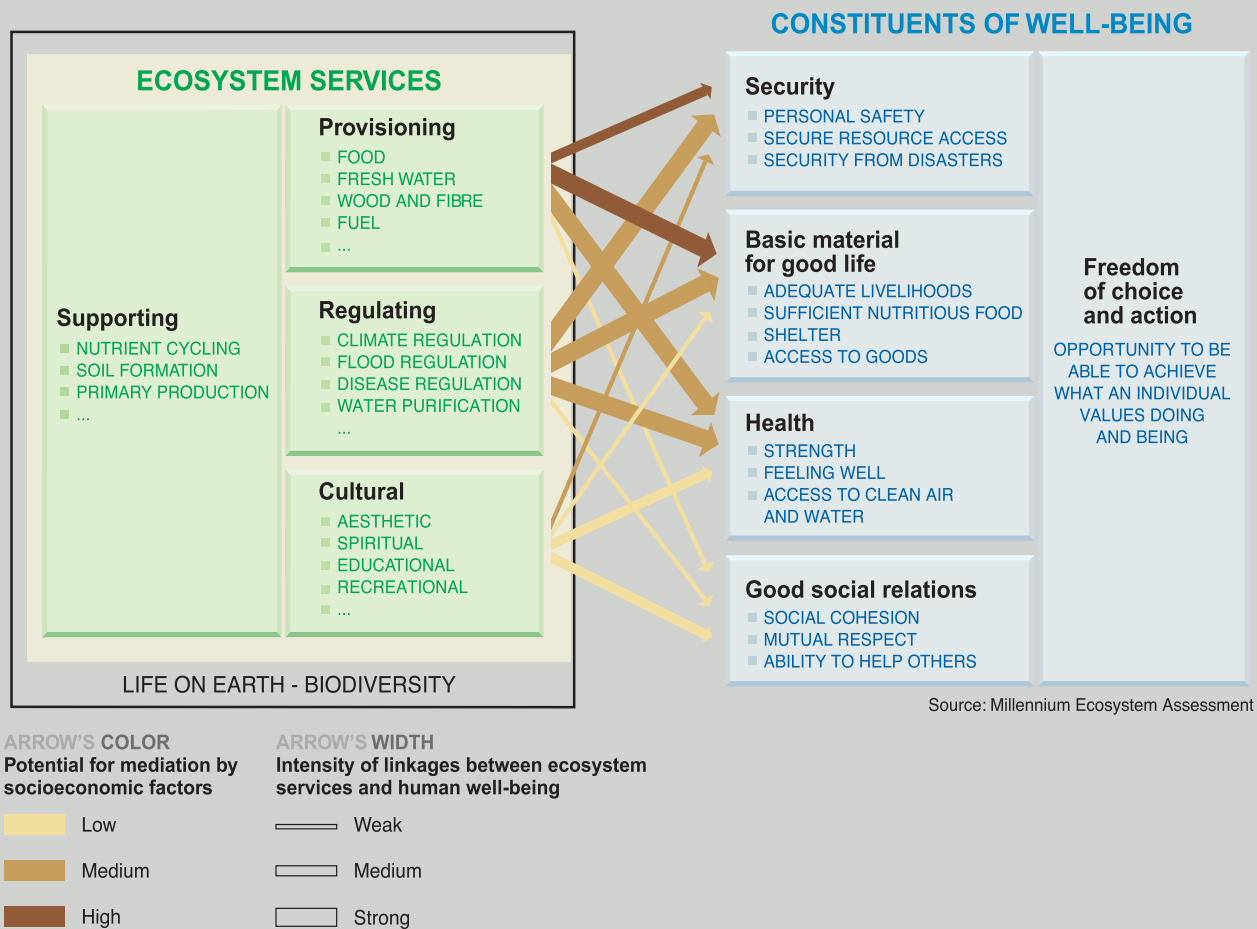 CONSTITUENTS OF WELL-BEING
ECOSYSTEM SERVICES
Supporting
NUTRIENT CYCLING
SOIL FORMATION
PRIMARY PRODUCTION
...
Provisioning
FOOD
FRESH WATER
WOOD AND FIBRE
FUEL
...
Regulating
CLIMATE REGULATION
FLOOD REGULATION
DISEASE REGULATION
WATER PURIFICATION
...
Cultural
AESTHETIC
SPIRITUAL
EDUCATIONAL
RECREATIONAL
...
LIFE ON EARTH - BIODIVERSITY
Security
PERSONAL SAFETY
SECURE RESOURCE ACCESS
SECURITY FROM DISASTERS
Basic material
for good life
ADEQUATE LIVELIHOODS
SUFFICIENT NUTRITIOUS FOOD
SHELTER
ACCESS TO GOODS
Health
STRENGTH
FEELING WELL
ACCESS TO CLEAN AIR
AND WATER
Good social relations
SOCIAL COHESION
MUTUAL RESPECT
ABILITY TO HELP OTHERS
Freedom
of choice
and action
OPPORTUNITY TO BE
ABLE TO ACHIEVE
WHAT AN INDIVIDUAL
VALUES DOING
AND BEING
Source: Millennium Ecosystem Assessment
ARROW'S COLOR
Potential for mediation by
socioeconomic factors
Low
Medium
High
ARROW'S WIDTH
Intensity of linkages between ecosystem
services and human well-being
Weak
Medium
Strong